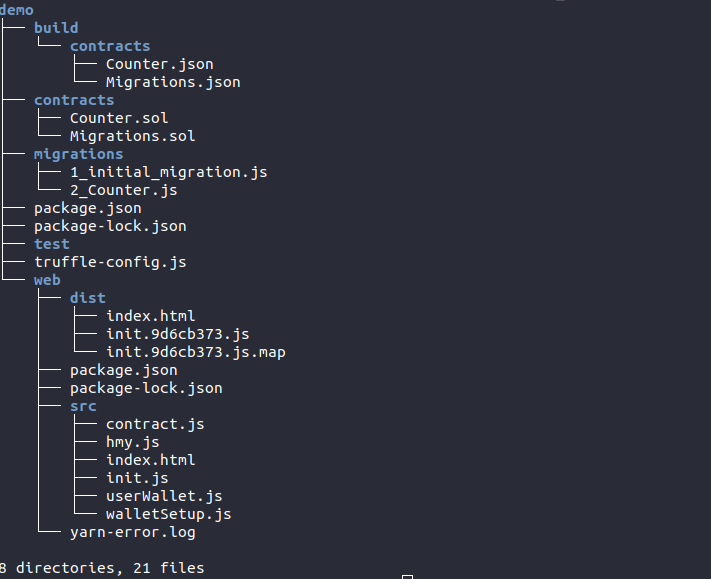 demo
build
contracts
Counter.json
Migrations.json
contracts
Counter.sol
Migrations.sol
migrations
1_initial_migration.js
2_Counter.js
package.json
package-lock.json
test
truffle-config.js
web
dist
index.html
init.9d6cb373.js
init.9d6cb373.js.map
package.json
package-lock.json
src
contract.js
hmy.js
index.html
init.js
userWallet.js
walletSetup.js
yarn-error.log
8 directories, 21 files